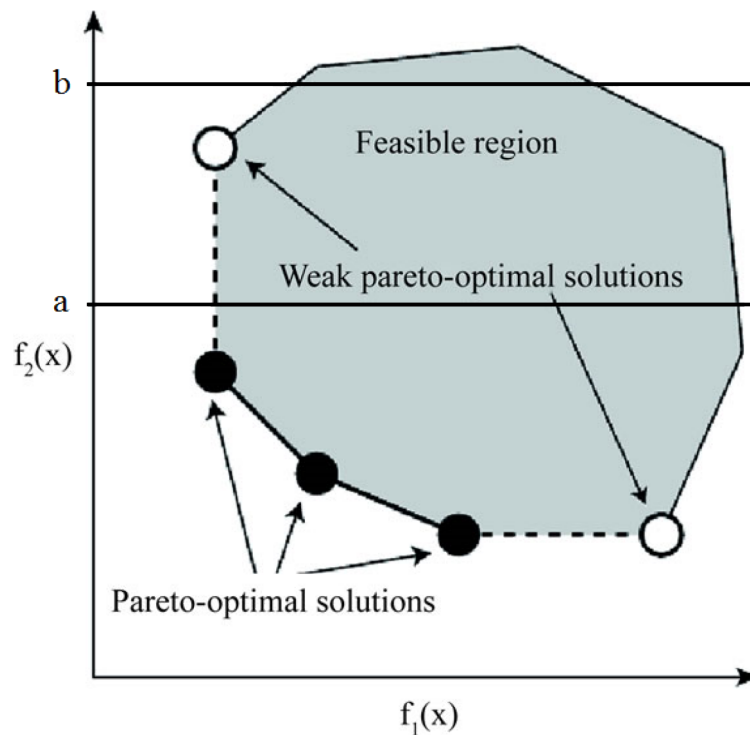 b
Feasible region
Weak pareto-optimal solutions
a
f₂(x)
Pareto-optimal solutions
f₁(x)